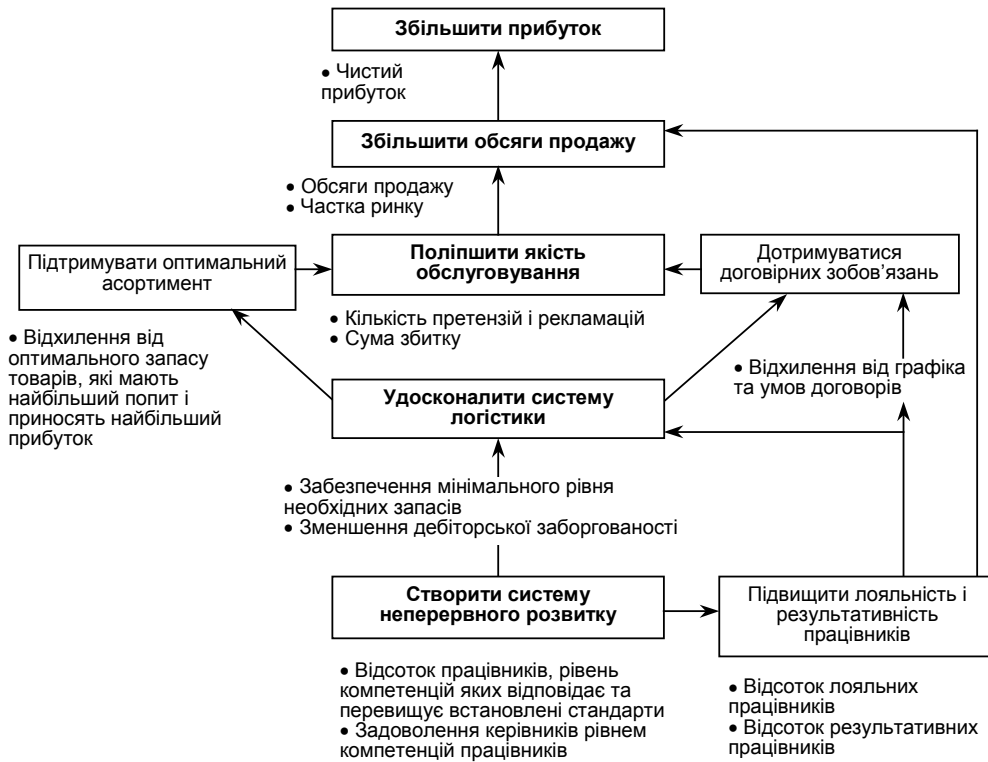 Збільшити прибуток
• Чистий
прибуток
Збільшити обсяги продажу
• Обсяги продажу
• Частка ринку
Підтримувати оптимальний
асортимент
Поліпшити якість
обслуговування
Дотримуватися
договірних зобов’язань
• Кількість претензій і рекламацій
• Сума збитку
• Відхилення від
оптимального запасу
товарів, які мають
найбільший попит і
приносять найбільший
прибуток
• Відхилення від графіка
та умов договорів
Удосконалити систему
логістики
• Забезпечення мінімального рівня
необхідних запасів
• Зменшення дебіторської заборгованості
Створити систему
неперервного розвитку
Підвищити лояльність і
результативність
працівників
• Відсоток працівників, рівень
компетенцій яких відповідає та
перевищує встановлені стандарти
• Задоволення керівників рівнем
компетенцій працівників
• Відсоток лояльних
працівників
• Відсоток результативних
працівників